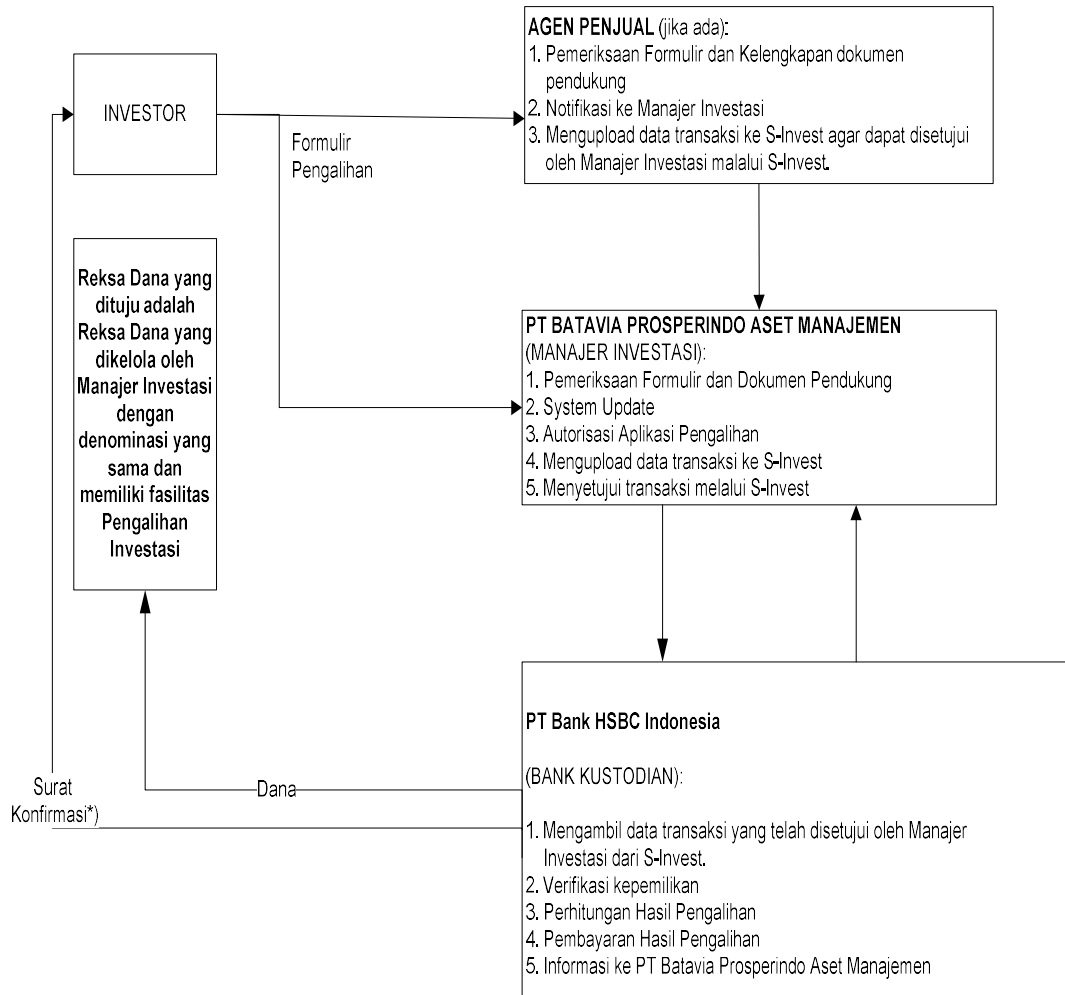 INVESTOR
Formulir
Pengalihan
AGEN PENJUAL (jika ada):
1. Pemeriksaan Formulir dan Kelengkapan dokumen
pendukung
2. Notifikasi ke Manajer Investasi
3. Mengupload data transaksi ke S-Invest agar dapat disetujui
oleh Manajer Investasi malalui S-Invest.
Reksa Dana yang
dituju adalah
Reksa Dana yang
dikelola oleh
Manajer Investasi
dengan
denominasi yang
sama dan
memiliki fasilitas
Pengalihan
Investasi
PT BATAVIA PROSPERINDO ASET MANAJEMEN
(MANAJER INVESTASI):
1. Pemeriksaan Formulir dan Dokumen Pendukung
2. System Update
3. Autorisasi Aplikasi Pengalihan
4. Mengupload data transaksi ke S-Invest
5. Menyetujui transaksi melalui S-Invest
Surat
Konfirmasi*)
Dana
PT Bank HSBC Indonesia
(BANK KUSTODIAN):
1. Mengambil data transaksi yang telah disetujui oleh Manajer
Investasi dari S-Invest.
2. Verifikasi kepemilikan
3. Perhitungan Hasil Pengalihan
4. Pembayaran Hasil Pengalihan
5. Informasi ke PT Batavia Prosperindo Aset Manajemen